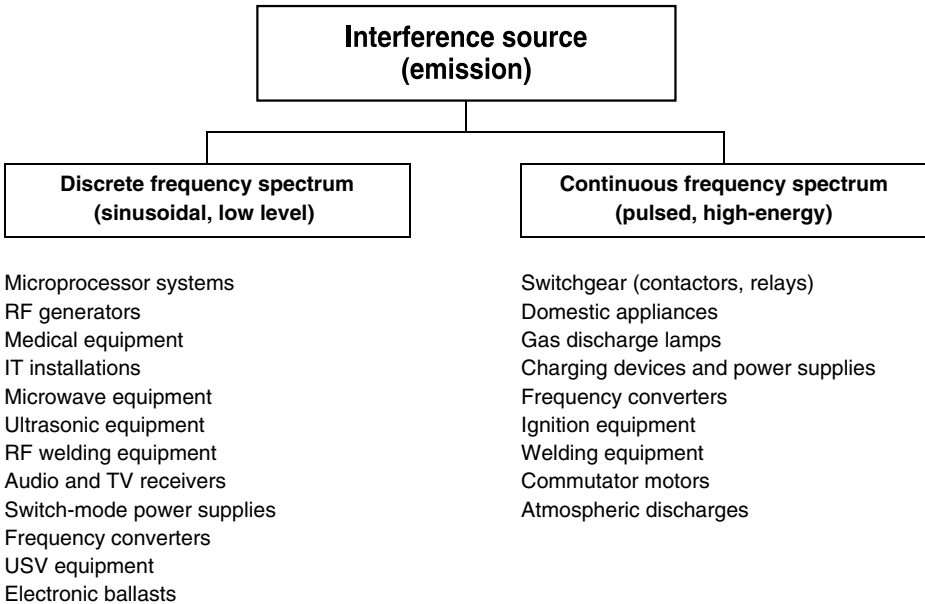 Interference source
(emission)
Discrete frequency spectrum
(sinusoidal, low level)
Microprocessor systems
RF generators
Medical equipment
IT installations
Microwave equipment
Ultrasonic equipment
RF welding equipment
Audio and TV receivers
Switch-mode power supplies
Frequency converters
USV equipment
Electronic ballasts
Continuous frequency spectrum
(pulsed, high-energy)
Switchgear (contactors, relays)
Domestic appliances
Gas discharge lamps
Charging devices and power supplies
Frequency converters
Ignition equipment
Welding equipment
Commutator motors
Atmospheric discharges